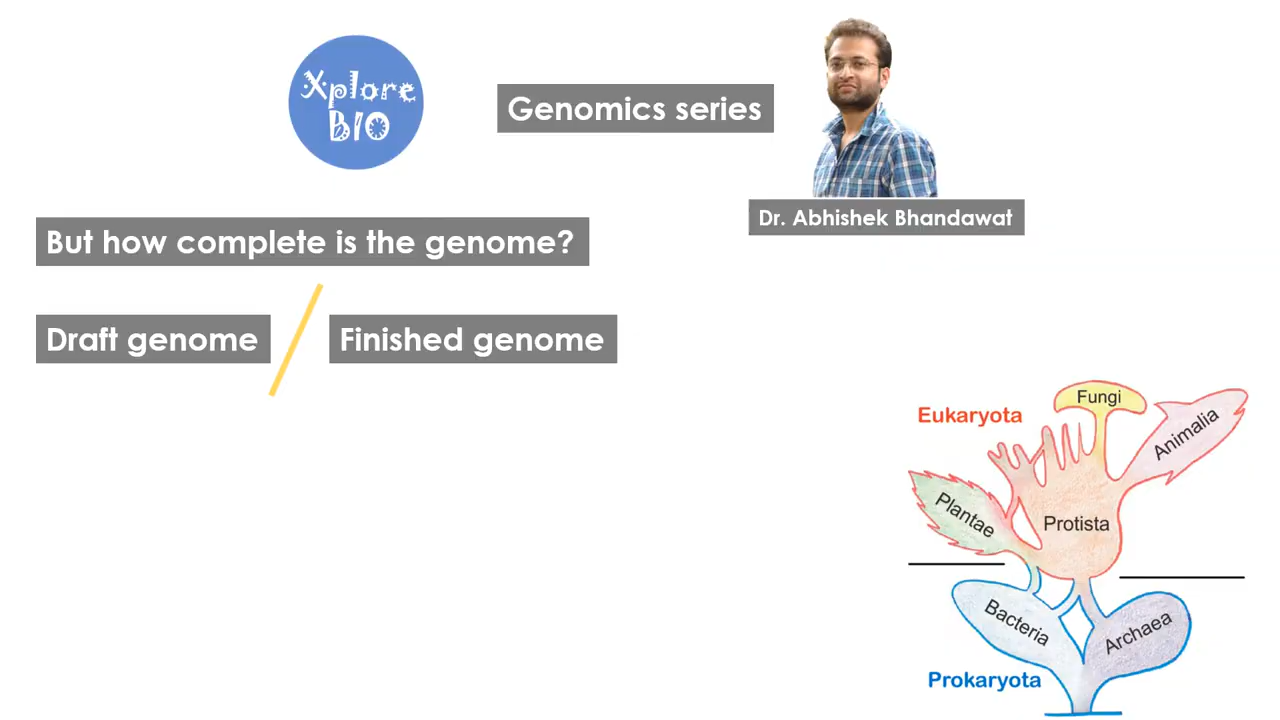 Xplore
BIO
Genomics series
Dr. Abhishek Bhandawat
But how complete is the genome?
Draft genome
Finished genome
Eukaryota
Fungi
Animalia
Plantae
Protista
Bacteria
Archaea
Prokaryota